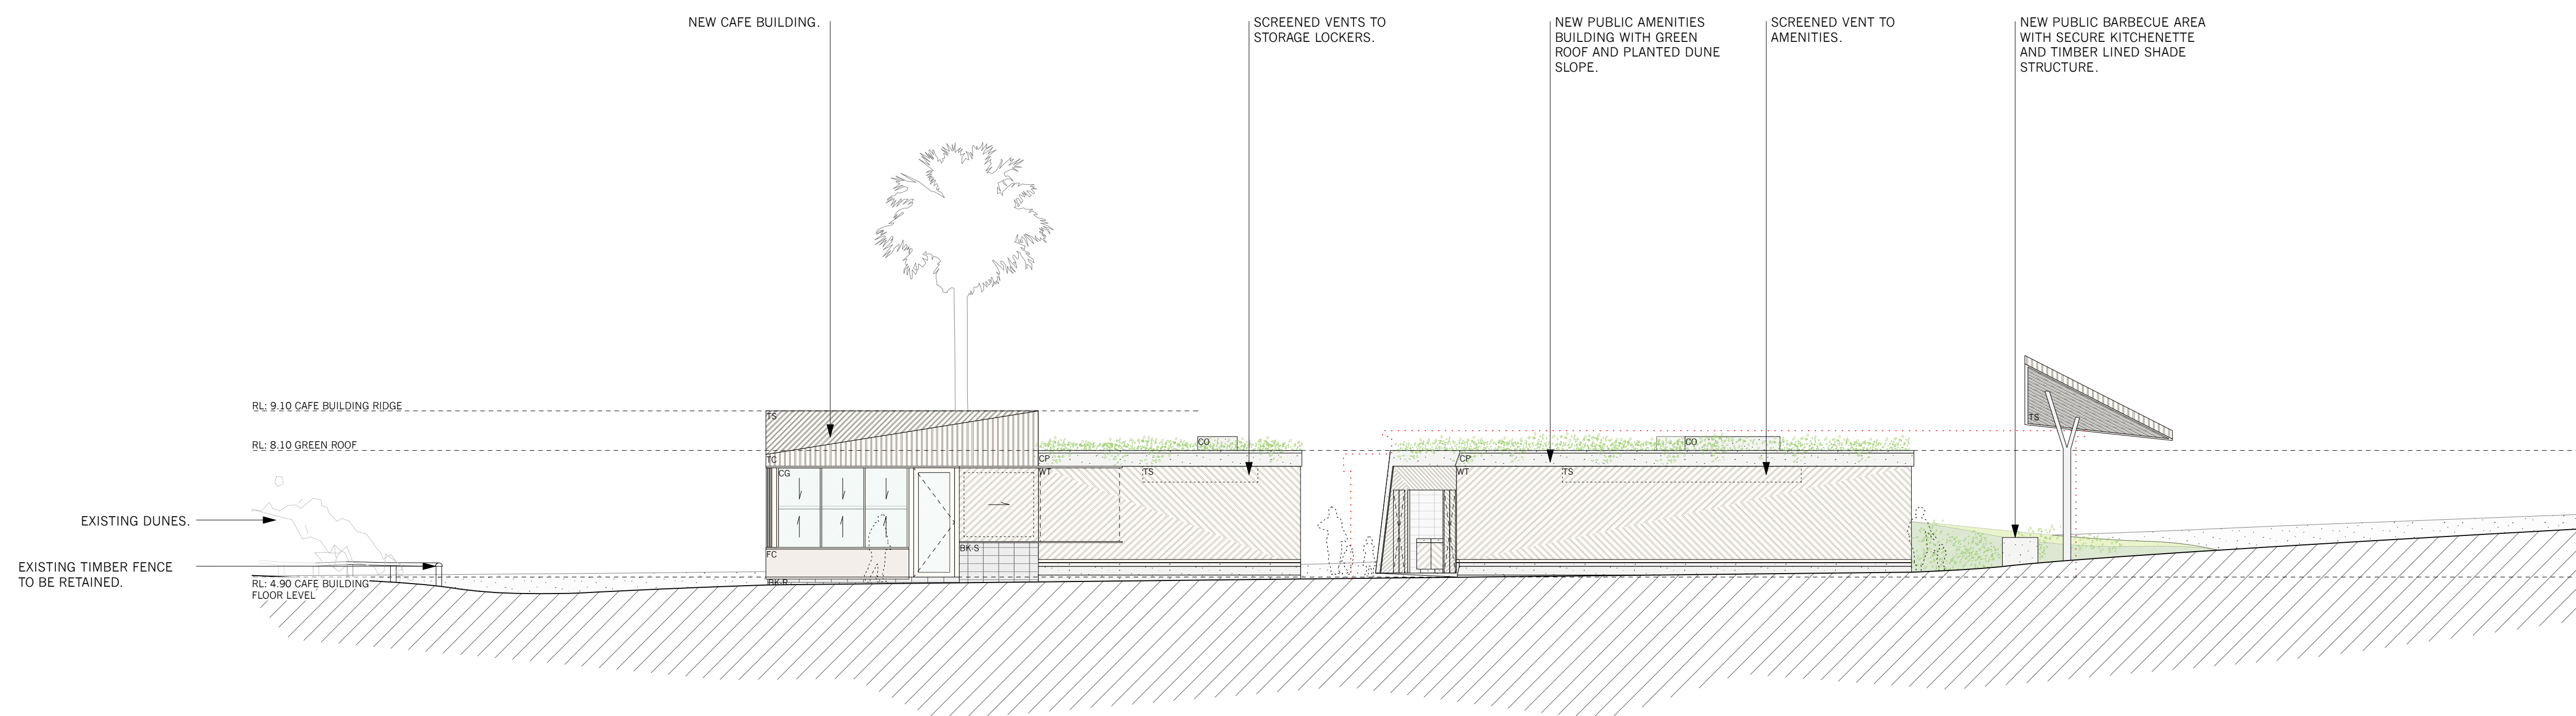 NEW CAFE BUILDING.
SCREENED VENTS TO
STORAGE LOCKERS.
NEW PUBLIC AMENITIES
BUILDING WITH GREEN
ROOF AND PLANTED DUNE
SLOPE.
SCREENED VENT TO
AMENITIES.
NEW PUBLIC BARBECUE AREA
WITH SECURE KITCHENETTE
AND TIMBER LINED SHADE
STRUCTURE.
RL: 9.10 CAFE BUILDING RIDGE
RL: 8.10 GREEN ROOF
EXISTING DUNES.
EXISTING TIMBER FENCE
TO BE RETAINED.
RL: 4.90 CAFE BUILDING
FLOOR LEVEL
TS
TC
CG
FC
BK-R
BK-S
CP
WT
TS
CO
CP
WT
TS
CO
TS